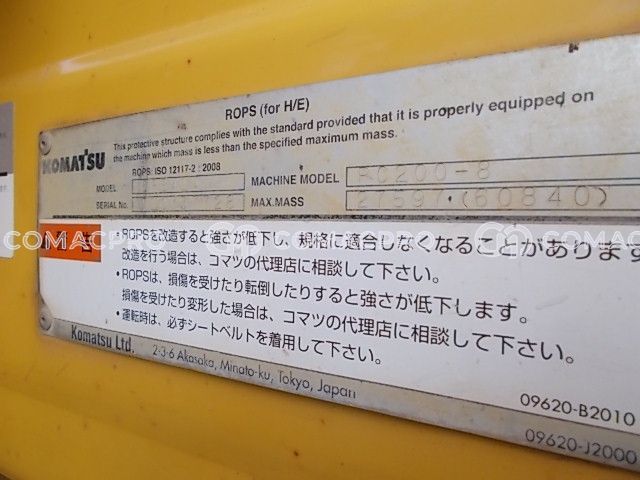 ROPS (for H/E)
This protective structure complies with the standard provided that it is properly equipped on
the machine which mass is less than the specified maximum mass.
KOMATSU
ROPS: ISO 12117-2 : 2008
MODEL
MACHINE MODEL PC200-8
SERIAL No.
MAX.MASS (60840)
COMACPRO
告
・ROPSを改造すると強さが低下し、規格に適合しなくなることがあります
改造を行う場合は、コマツの代理店に相談して下さい。
・ROPSは、損傷を受けたり転倒したりすると強さが低下します。
損傷を受けたり変形した場合は、コマツの代理店に相談して下さい。
・運転時は、必ずシートベルトを着用して下さい。
Komatsu Ltd.
2-3-6 Akasaka, Minato-ku, Tokyo, Japan
09620-B2010
09620-J2000